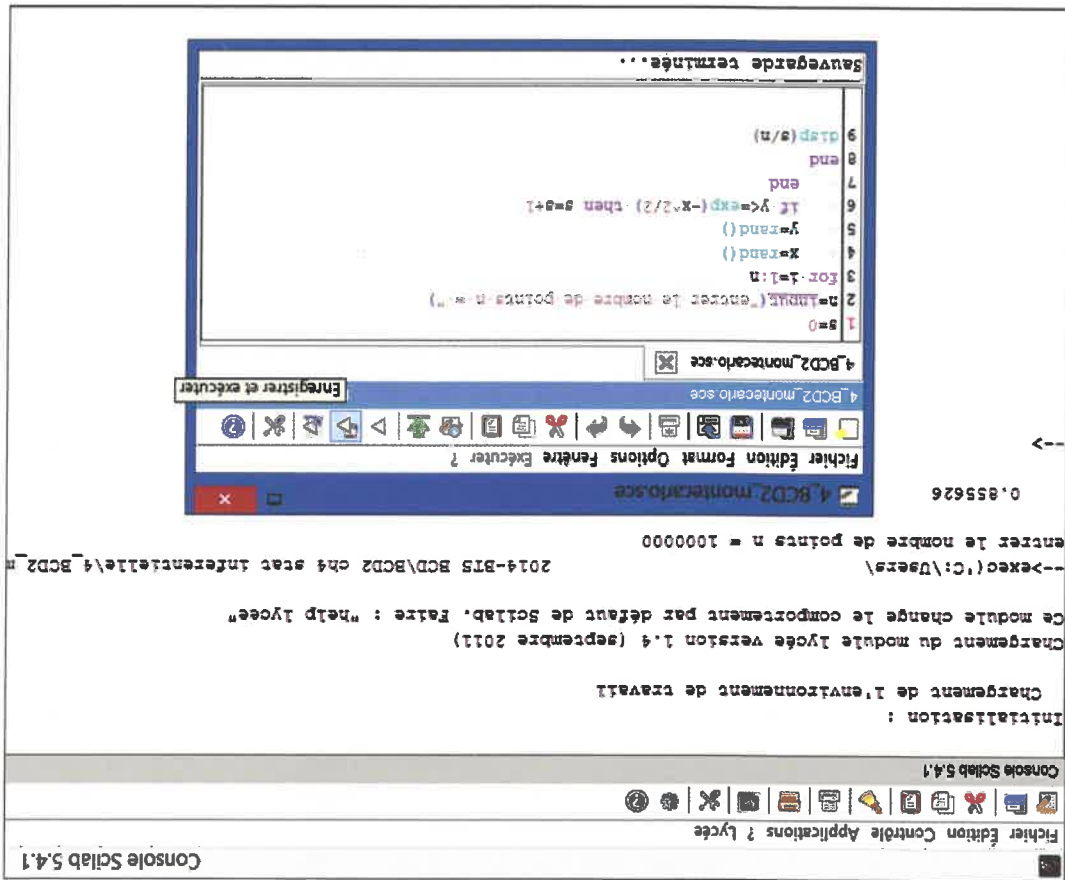 Console Scilab 5.4.1
Fichier Édition Contrôle Applications ? Lycée
Console Scilab 5.4.1
Initialisation :
Chargement de l'environnement de travail
Chargement du module lycée version 1.4 (septembre 2011)
Ce module change le comportement par défaut de Scilab. Faire : "help lycee"
-->exec('C:\Users\ 2014-BTS BCD\BCD2 ch4 stat inferentielle\4_BCD2_m
entrer le nombre de points n = 1000000
0.855626
-->
4_BCD2_montecarlo.sce
Fichier Édition Format Options Fenêtre Exécuter ?
Enregistrer et exécuter
4_BCD2_montecarlo.sce
4_BCD2_montecarlo.sce
1 s=0
2 n=input("entrer le nombre de points n = ")
3 for i=1:n
4 x=rand()
5 y=rand()
6 if y<=exp(-x^2/2) then s=s+1
7 end
8 end
9 disp(s/n)
Sauvegarde terminée...